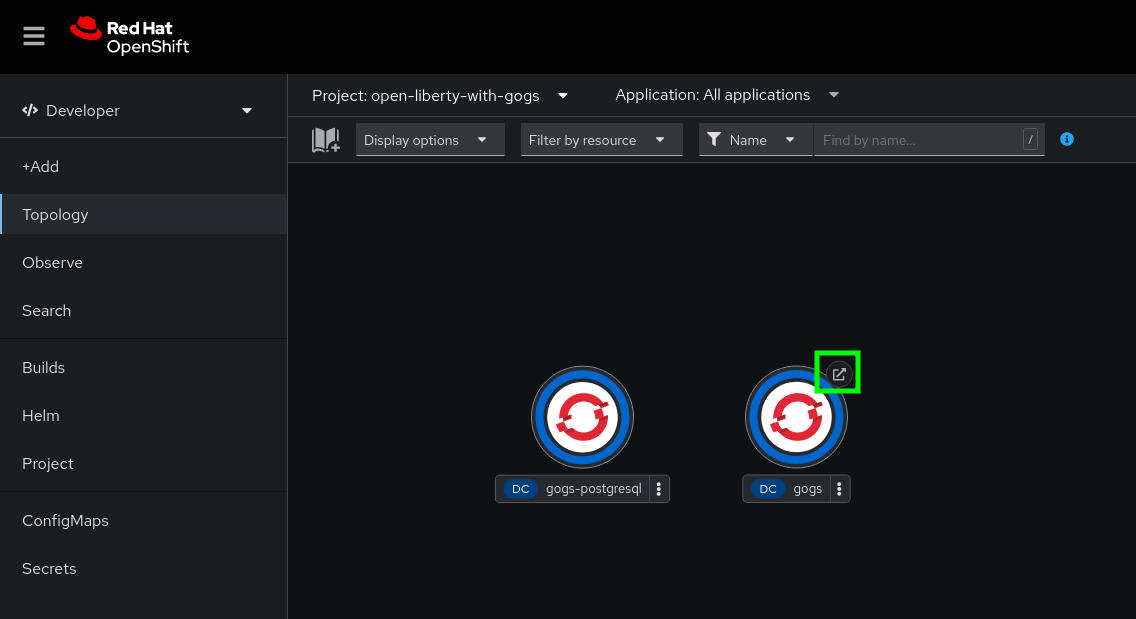 Red Hat
OpenShift
Developer
Project: open-liberty-with-gogs
Application: All applications
Display options
Filter by resource
Name
Find by name...
/
i
+Add
Topology
Observe
Search
Builds
Helm
Project
ConfigMaps
Secrets
DC gogs-postgresql
DC gogs